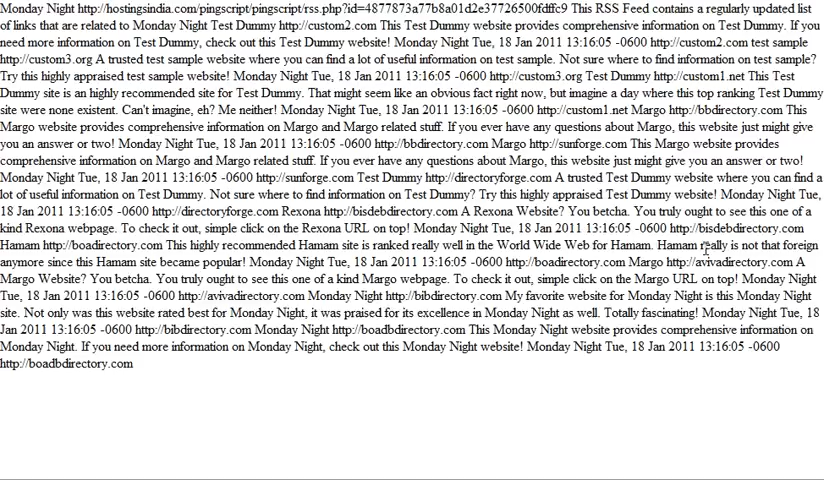 Monday Night http://hostingsindia.com/pingscript/pingscript/rss.php?id=4877873a77b8a01d2e37726500fdffc9 This RSS Feed contains a regularly updated list
of links that are related to Monday Night Test Dummy http://custom2.com This Test Dummy website provides comprehensive information on Test Dummy. If you
need more information on Test Dummy, check out this Test Dummy website! Monday Night Tue, 18 Jan 2011 13:16:05 -0600 http://custom2.com test sample
http://custom3.org A trusted test sample website where you can find a lot of useful information on test sample. Not sure where to find information on test sample?
Try this highly appraised test sample website! Monday Night Tue, 18 Jan 2011 13:16:05 -0600 http://custom3.org Test Dummy http://custom1.net This Test
Dummy site is an highly recommended site for Test Dummy. That might seem like an obvious fact right now, but imagine a day where this top ranking Test Dummy
site were none existent. Can't imagine, eh? Me neither! Monday Night Tue, 18 Jan 2011 13:16:05 -0600 http://custom1.net Margo http://bbdirectory.com This
Margo website provides comprehensive information on Margo and Margo related stuff. If you ever have any questions about Margo, this website just might give
you an answer or two! Monday Night Tue, 18 Jan 2011 13:16:05 -0600 http://bbdirectory.com Margo http://sunforge.com This Margo website provides
comprehensive information on Margo and Margo related stuff. If you ever have any questions about Margo, this website just might give you an answer or two!
Monday Night Tue, 18 Jan 2011 13:16:05 -0600 http://sunforge.com Test Dummy http://directoryforge.com A trusted Test Dummy website where you can find a
lot of useful information on Test Dummy. Not sure where to find information on Test Dummy? Try this highly appraised Test Dummy website! Monday Night Tue,
18 Jan 2011 13:16:05 -0600 http://directoryforge.com Rexona http://bisdebdirectory.com A Rexona Website? You betcha. You truly ought to see this one of a
kind Rexona webpage. To check it out, simple click on the Rexona URL on top! Monday Night Tue, 18 Jan 2011 13:16:05 -0600 http://bisdebdirectory.com
Hamam http://boadirectory.com This highly recommended Hamam site is ranked really well in the World Wide Web for Hamam. Hamam really is not that foreign
anymore since this Hamam site became popular! Monday Night Tue, 18 Jan 2011 13:16:05 -0600 http://boadirectory.com Margo http://avivadirectory.com A
Margo Website? You betcha. You truly ought to see this one of a kind Margo webpage. To check it out, simple click on the Margo URL on top! Monday Night
Tue, 18 Jan 2011 13:16:05 -0600 http://avivadirectory.com Monday Night http://bibdirectory.com My favorite website for Monday Night is this Monday Night
site. Not only was this website rated best for Monday Night, it was praised for its excellence in Monday Night as well. Totally fascinating! Monday Night Tue, 18
Jan 2011 13:16:05 -0600 http://bibdirectory.com Monday Night http://boadbdirectory.com This Monday Night website provides comprehensive information on
Monday Night. If you need more information on Monday Night, check out this Monday Night website! Monday Night Tue, 18 Jan 2011 13:16:05 -0600
http://boadbdirectory.com